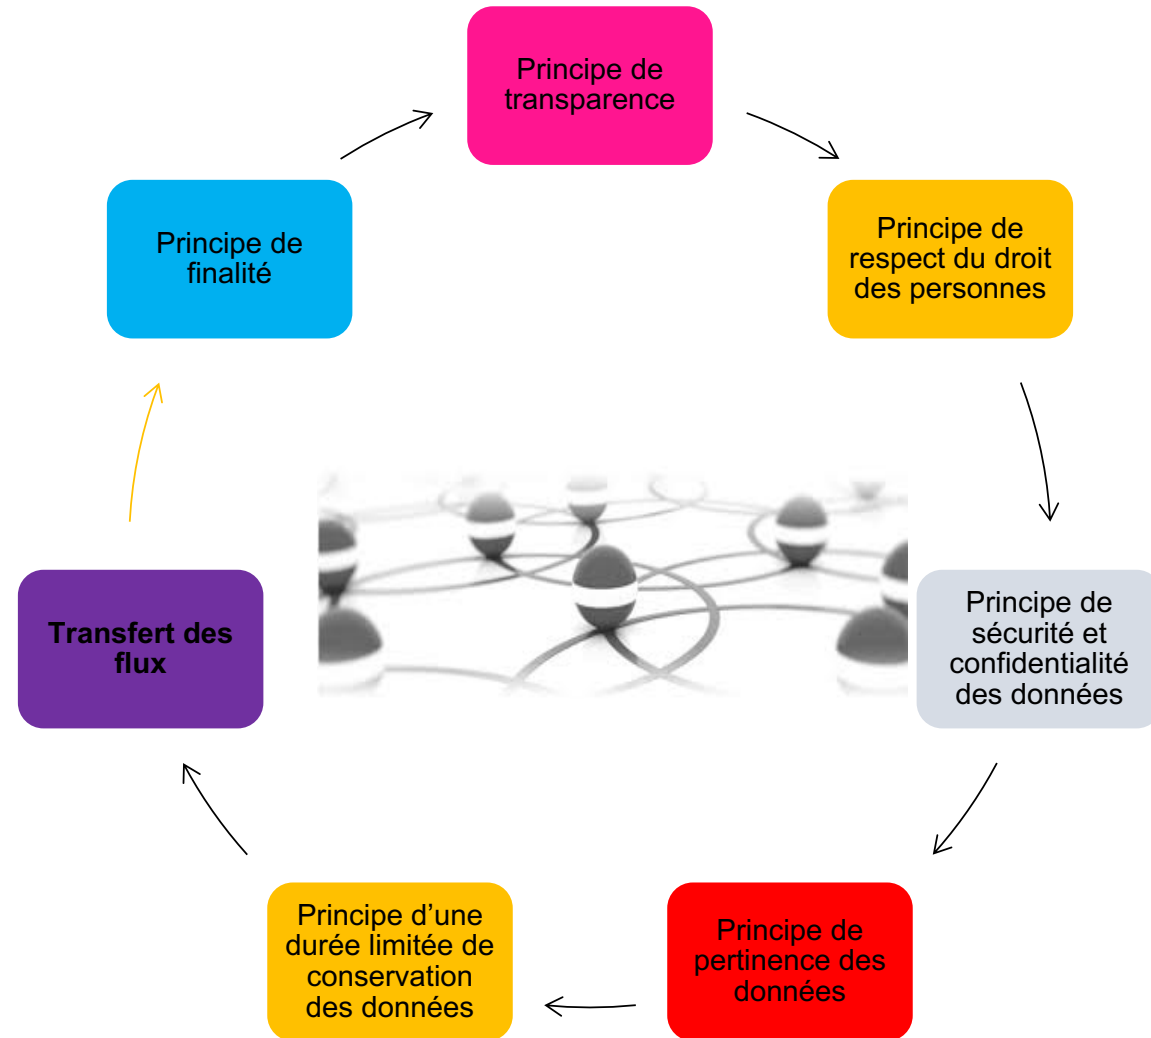 Principe de
transparence
Principe de
respect du droit
des personnes
Principe de
sécurité et
confidentialité
des données
Principe de
pertinence des
données
Principe d’une
durée limitée de
conservation
des données
Transfert des
flux
Principe de
finalité